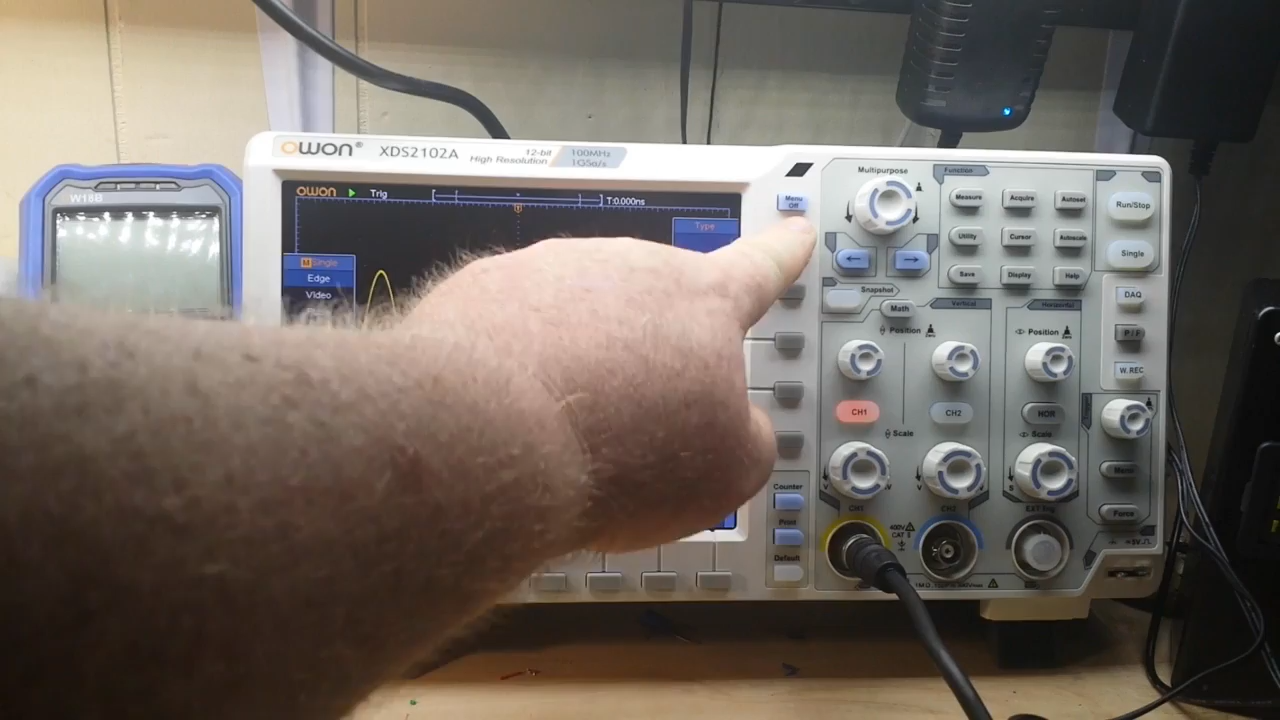 OWON® XDS2102A 12-bit High Resolution 100MHz 1GSa/s
W18B
OWON Trig T:0.000ns
Menu Off
Type
M Single
Edge
Video
Multipurpose
Function
Measure Acquire Autoset
Utility Cursor Autoscale
Save Display Help
Run/Stop
Single
Snapshot
Math
Vertical
Horizontal
DAQ
P/F
W.REC
Position
Zero
Position
CH1 CH2 HOR
Scale
Scale
V V V S
Menu
Force
Counter
Print
Default
CH1 CH2 EXT Trig
400V
CAT